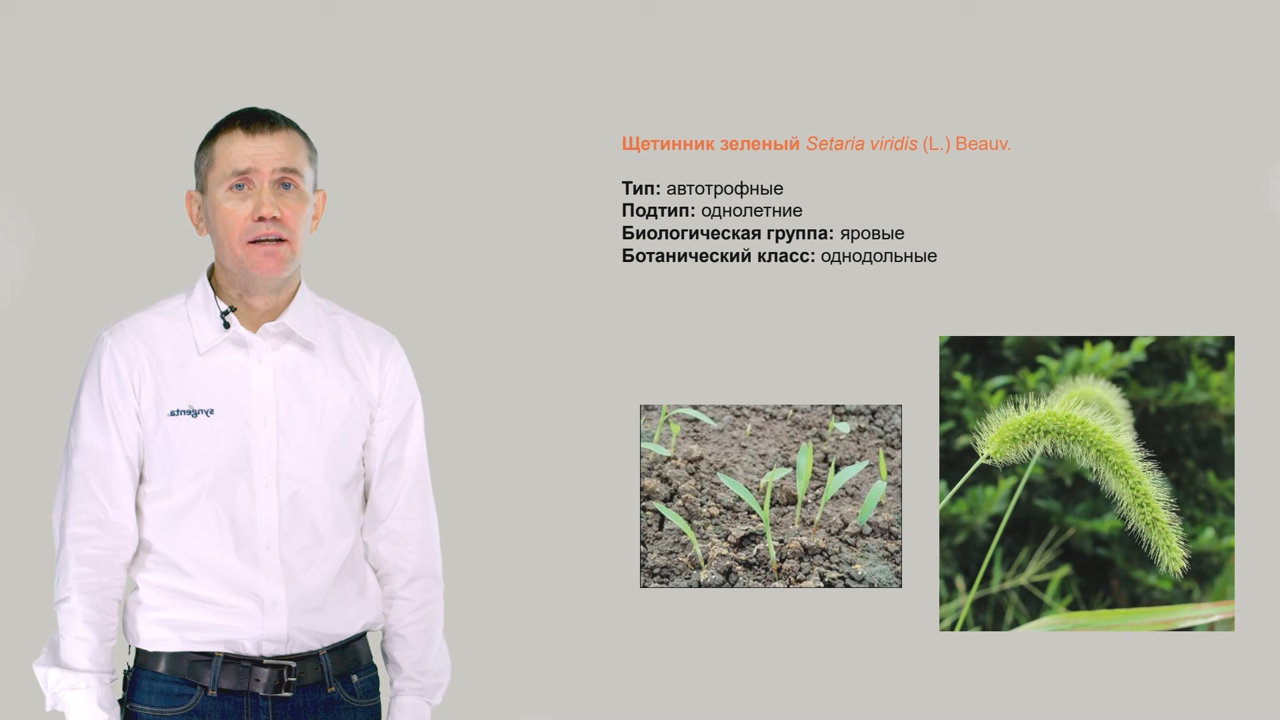 Щетинник зеленый Setaria viridis (L.) Beauv.
Тип: автотрофные
Подтип: однолетние
Биологическая группа: яровые
Ботанический класс: однодольные
syngenta.